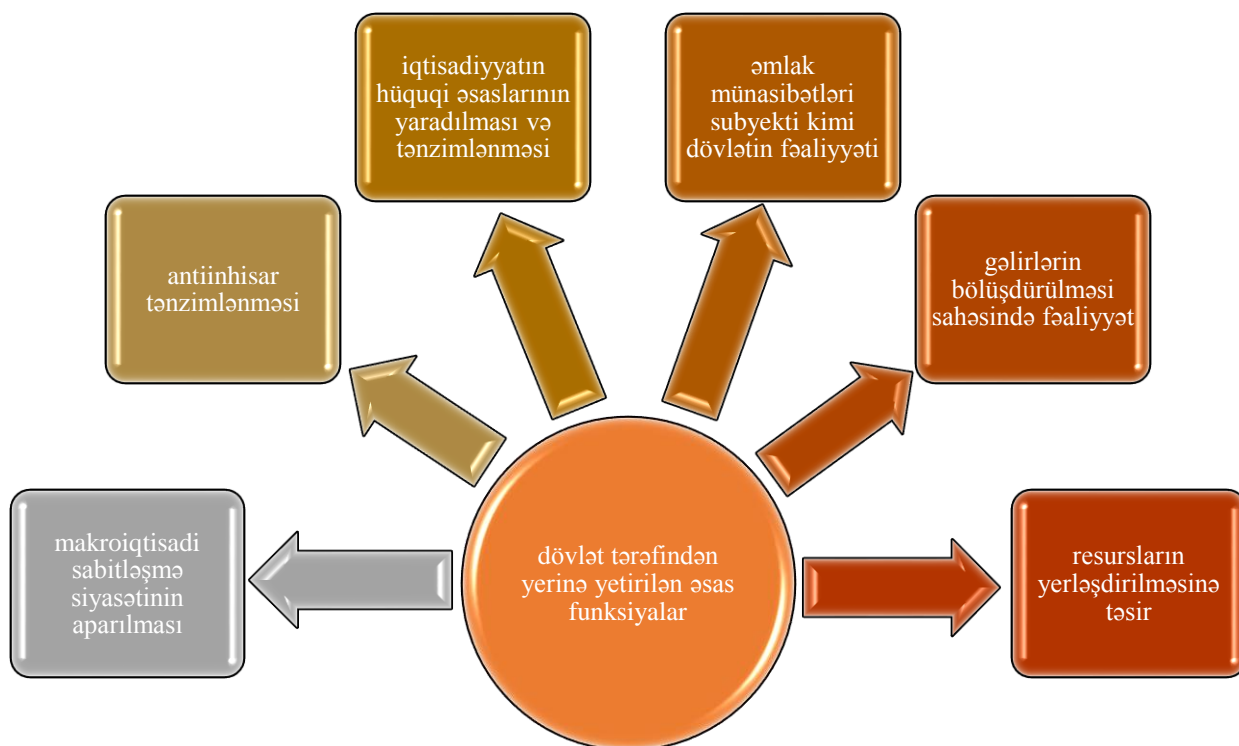 iqtisadiyyatın
hüquqi əsaslarının
yaradılması və
tənzimlənməsi
əmlak
münasibətləri
subyekti kimi
dövlətin fəaliyyəti
antiinhisar
tənzimlənməsi
gəlirlərin
bölüşdürülməsi
sahəsində fəaliyyət
makroiqtisadi
sabitləşmə
siyasətinin
aparılması
dövlət tərəfindən
yerinə yetirilən əsas
funksiyalar
resursların
yerləşdirilməsinə
təsir